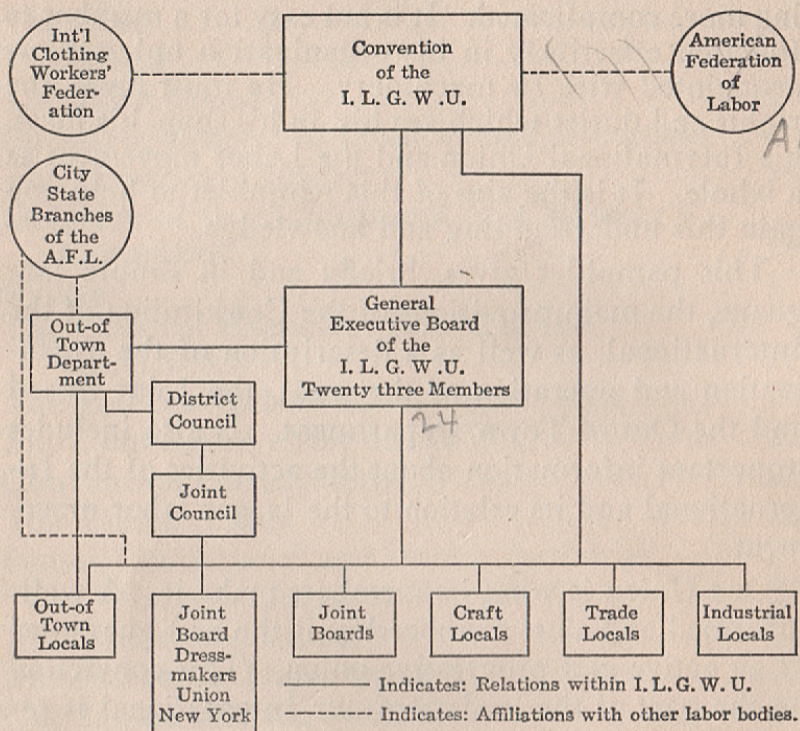 Int'l
Clothing
Workers'
Feder-
ation
Convention
of the
I. L. G. W .U.
American
Federation
of
Labor
City
State
Branches
of the
A.F.L.
General
Executive Board
of the
I. L. G. W .U.
Twenty three Members
24
Out-of
Town
Depart-
ment
District
Council
Joint
Council
Out-of
Town
Locals
Joint
Board
Dress-
makers
Union
New York
Joint
Boards
Craft
Locals
Trade
Locals
Industrial
Locals
Indicates: Relations within I. L. G. W. U.
Indicates: Affiliations with other labor bodies.